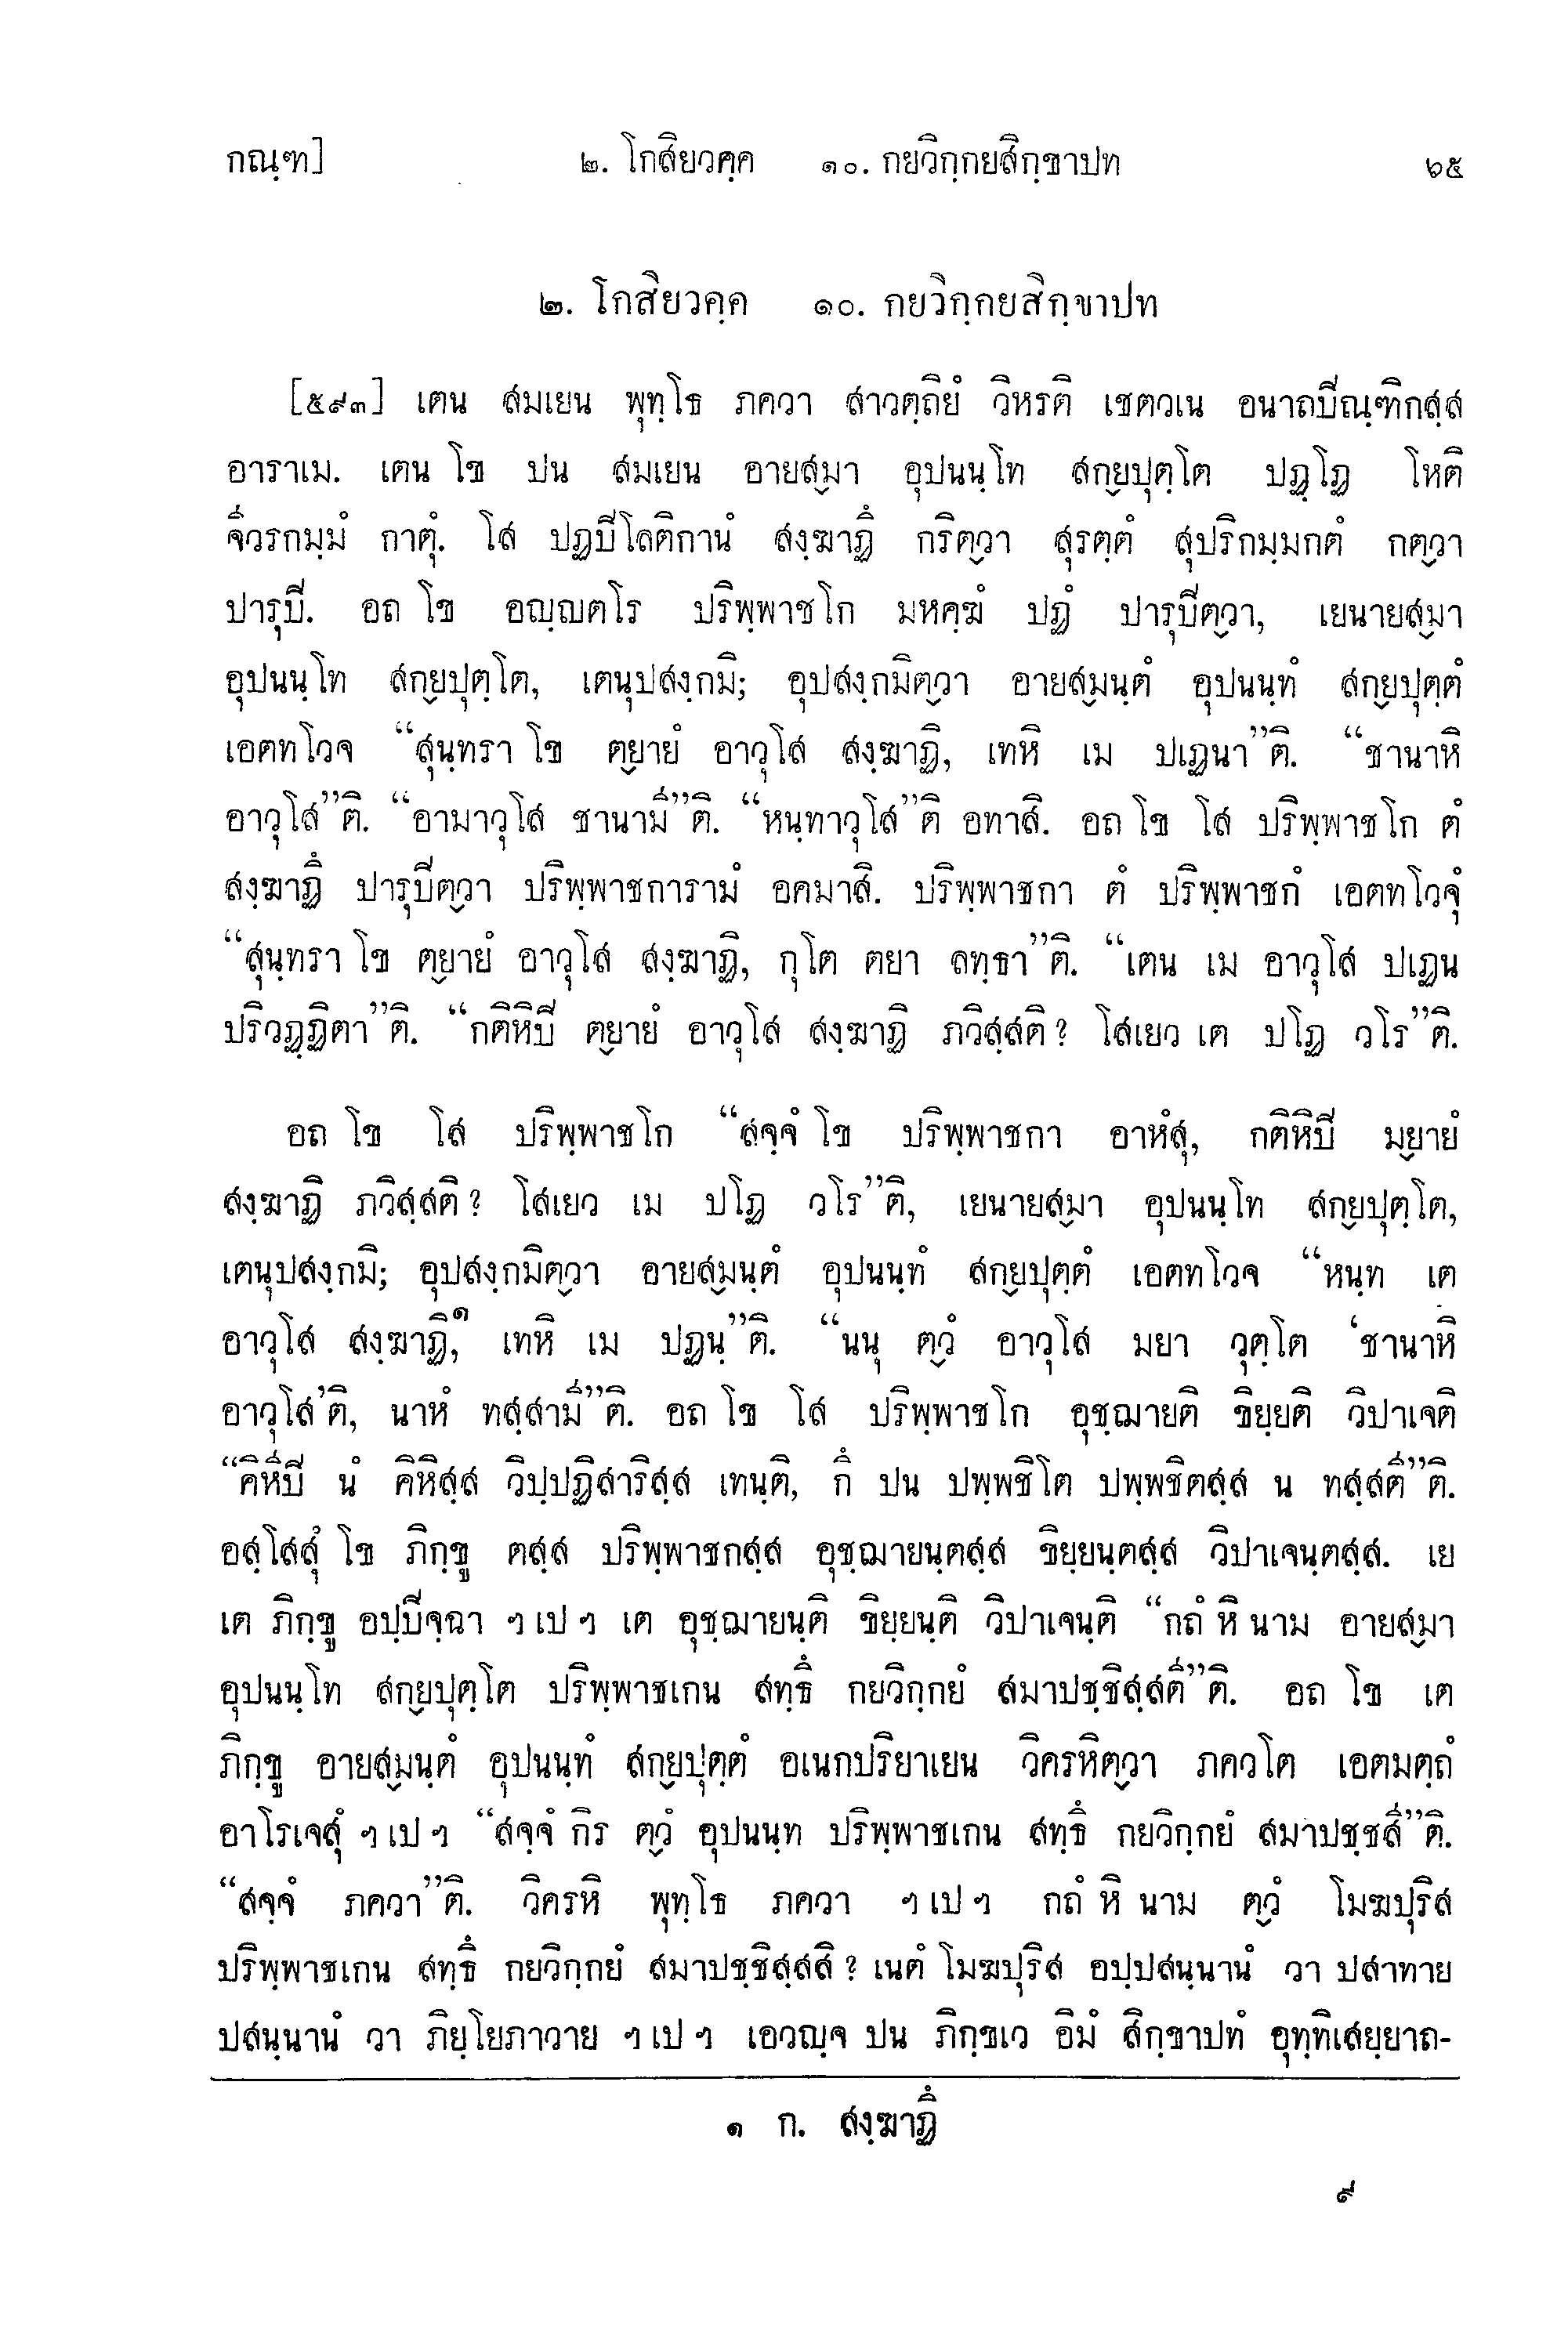 กณฺฑ] ๒. โกสิยวคฺค ๑๐. กยวิกฺกยสิกฺขาปท ๖๕
๒. โกสิยวคฺค ๑๐. กยวิกฺกยสิกฺขาปท
[๕๙๓] เตน สมเยน พุทฺโธ ภควา สาวตฺถิยํ วิหรติ เชตวเน อนาถปิณฺฑิกสฺส
อาราเม. เตน โข ปน สมเยน อายสฺมา อุปนนฺโท สกฺยปุตฺโต ปฏฺโฏ โหติ
จีวรกมฺมํ กาตุํ. โส ปฏปิโลติกานํ สงฺฆาฏึ กริตฺวา สุรตฺตํ สุปริกมฺมกตํ กตฺวา
ปารุปิ. อถ โข อญฺญตโร ปริพฺพาชโก มหคฺฆํ ปฏํ ปารุปิตฺวา, เยนายสฺมา
อุปนนฺโท สกฺยปุตฺโต, เตนุปสงฺกมิ; อุปสงฺกมิตฺวา อายสฺมนฺตํ อุปนนฺทํ สกฺยปุตฺตํ
เอตทโวจ “สุนฺทรา โข ตฺยายํ อาวุโส สงฺฆาฏิ, เทหิ เม ปเฏนา”ติ. “ชานาหิ
อาวุโส”ติ. “อามาวุโส ชานามี”ติ. “หนฺทาวุโส”ติ อทาสิ. อถ โข โส ปริพฺพาชโก ตํ
สงฺฆาฏึ ปารุปิตฺวา ปริพฺพาชการามํ อคมาสิ. ปริพฺพาชกา ตํ ปริพฺพาชกํ เอตทโวจุํ
“สุนฺทรา โข ตฺยายํ อาวุโส สงฺฆาฏิ, กุโต ตยา ลทฺธา”ติ. “เตน เม อาวุโส ปเฏน
ปริวฏฺฏิตา”ติ. “กติหิปิ ตฺยายํ อาวุโส สงฺฆาฏิ ภวิสฺสติ? โสเยว เต ปโฏ วโร”ติ.
อถ โข โส ปริพฺพาชโก “สจฺจํ โข ปริพฺพาชกา อาหํสุ, กติหิปิ มฺยายํ
สงฺฆาฏิ ภวิสฺสติ? โสเยว เม ปโฏ วโร”ติ, เยนายสฺมา อุปนนฺโท สกฺยปุตฺโต,
เตนุปสงฺกมิ; อุปสงฺกมิตฺวา อายสฺมนฺตํ อุปนนฺทํ สกฺยปุตฺตํ เอตทโวจ “หนฺท เต
อาวุโส สงฺฆาฏิ,๑ เทหิ เม ปฏนฺ”ติ. “นนุ ตฺวํ อาวุโส มยา วุตฺโต ‘ชานาหิ
อาวุโส’ติ, นาหํ ทสฺสามี”ติ. อถ โข โส ปริพฺพาชโก อุชฺฌายติ ขิยฺยติ วิปาเจติ
“คิหีปิ นํ คิหิสฺส วิปฺปฏิสาริสฺส เทนฺติ, กึ ปน ปพฺพชิโต ปพฺพชิตสฺส น ทสฺสตี”ติ.
อสฺโสสุํ โข ภิกฺขู ตสฺส ปริพฺพาชกสฺส อุชฺฌายนฺตสฺส ขิยฺยนฺตสฺส วิปาเจนฺตสฺส. เย
เต ภิกฺขู อปฺปิจฺฉา ฯ เป ฯ เต อุชฺฌายนฺติ ขิยฺยนฺติ วิปาเจนฺติ “กถํ หิ นาม อายสฺมา
อุปนนฺโท สกฺยปุตฺโต ปริพฺพาชเกน สทฺธึ กยวิกฺกยํ สมาปชฺชิสฺสตี”ติ. อถ โข เต
ภิกฺขู อายสฺมนฺตํ อุปนนฺทํ สกฺยปุตฺตํ อเนกปริยาเยน วิครหิตฺวา ภควโต เอตมตฺถํ
อาโรเจสุํ ฯ เป ฯ “สจฺจํ กิร ตฺวํ อุปนนฺท ปริพฺพาชเกน สทฺธึ กยวิกฺกยํ สมาปชฺชสี”ติ.
“สจฺจํ ภควา”ติ. วิครหิ พุทฺโธ ภควา ฯ เป ฯ กถํ หิ นาม ตฺวํ โมฆปุริส
ปริพฺพาชเกน สทฺธึ กยวิกฺกยํ สมาปชฺชิสฺสสิ? เนตํ โมฆปุริส อปฺปสนฺนานํ วา ปสาทาย
ปสนฺนานํ วา ภิยฺโยภาวาย ฯ เป ฯ เอวญฺจ ปน ภิกฺขเว อิมํ สิกฺขาปทํ อุทฺทิเสยฺยาถ-
๑ ก. สงฺฆาฏึ
๙